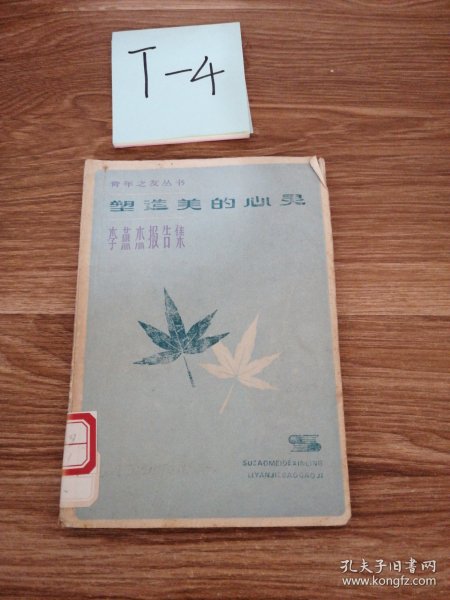 T-4
青年之友丛书
塑造美的心灵
李燕杰报告集
SUZAOMEIDEXINLING
LIYANJIEBAOGAOJI
孔夫子旧书网
www.kongfz.com